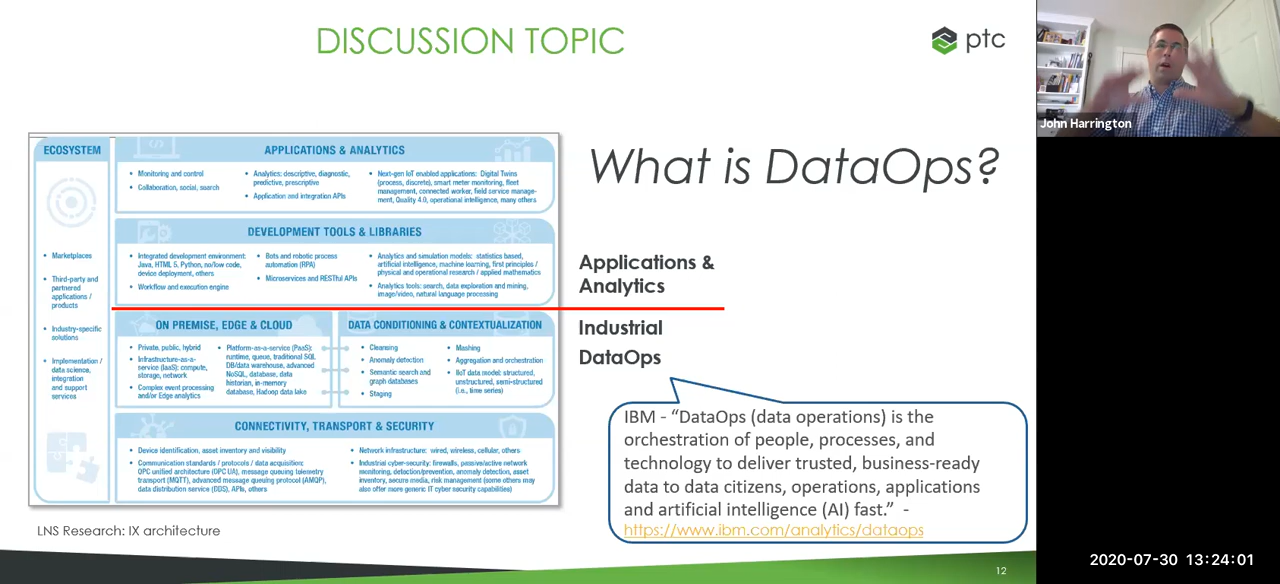 DISCUSSION TOPIC
ptc
John Harrington
What is DataOps?
ECOSYSTEM
• Marketplaces
• Third-party and
partnered
applications /
products
• Industry-specific
solutions
• Implementation /
data science,
integration
and support
services
APPLICATIONS & ANALYTICS
• Monitoring and control
• Collaboration, social, search
• Analytics: descriptive, diagnostic,
predictive, prescriptive
• Application and integration APIs
• Next-gen IoT enabled applications: Digital Twins
(process, discrete), smart meter monitoring, fleet
management, connected worker, field service manage-
ment, Quality 4.0, operational intelligence, many others
DEVELOPMENT TOOLS & LIBRARIES
• Integrated development environment:
Java, HTML 5, Python, no/low code,
device deployment, others
• Workflow and execution engine
• Bots and robotic process
automation (RPA)
• Microservices and RESTful APIs
• Analytics and simulation models: statistics based,
artificial intelligence, machine learning, first principles /
physical and operational research / applied mathematics
• Analytics tools: search, data exploration and mining,
image/video, natural language processing
Applications &
Analytics
Industrial
DataOps
ON PREMISE, EDGE & CLOUD
• Private, public, hybrid
• Infrastructure-as-a-
service (IaaS): compute,
storage, network
• Complex event processing
and/or Edge analytics
• Platform-as-a-service (PaaS):
runtime, queue, traditional SQL
DB/data warehouse, advanced
NoSQL, database, data
historian, in-memory
database, Hadoop data lake
DATA CONDITIONING & CONTEXTUALIZATION
• Cleansing
• Anomaly detection
• Semantic search and
graph databases
• Staging
• Mashing
• Aggregation and orchestration
• IIoT data model: structured,
unstructured, semi-structured
(i.e., time series)
CONNECTIVITY, TRANSPORT & SECURITY
• Device identification, asset inventory and visibility
• Communication standards / protocols / data acquisition:
OPC unified architecture (OPC UA), message queuing telemetry
transport (MQTT), advanced message queuing protocol (AMQP),
data distribution service (DDS), APIs, others
• Network infrastructure: wired, wireless, cellular, others
• Industrial cyber-security: firewalls, passive/active network
monitoring, detection/prevention, anomaly detection, asset
inventory, secure media, risk management (some others may
also offer more generic IT cyber security capabilities)
IBM - “DataOps (data operations) is the
orchestration of people, processes, and
technology to deliver trusted, business-ready
data to data citizens, operations, applications
and artificial intelligence (AI) fast.” -
https://www.ibm.com/analytics/dataops
LNS Research: IX architecture
12
2020-07-30 13:24:01